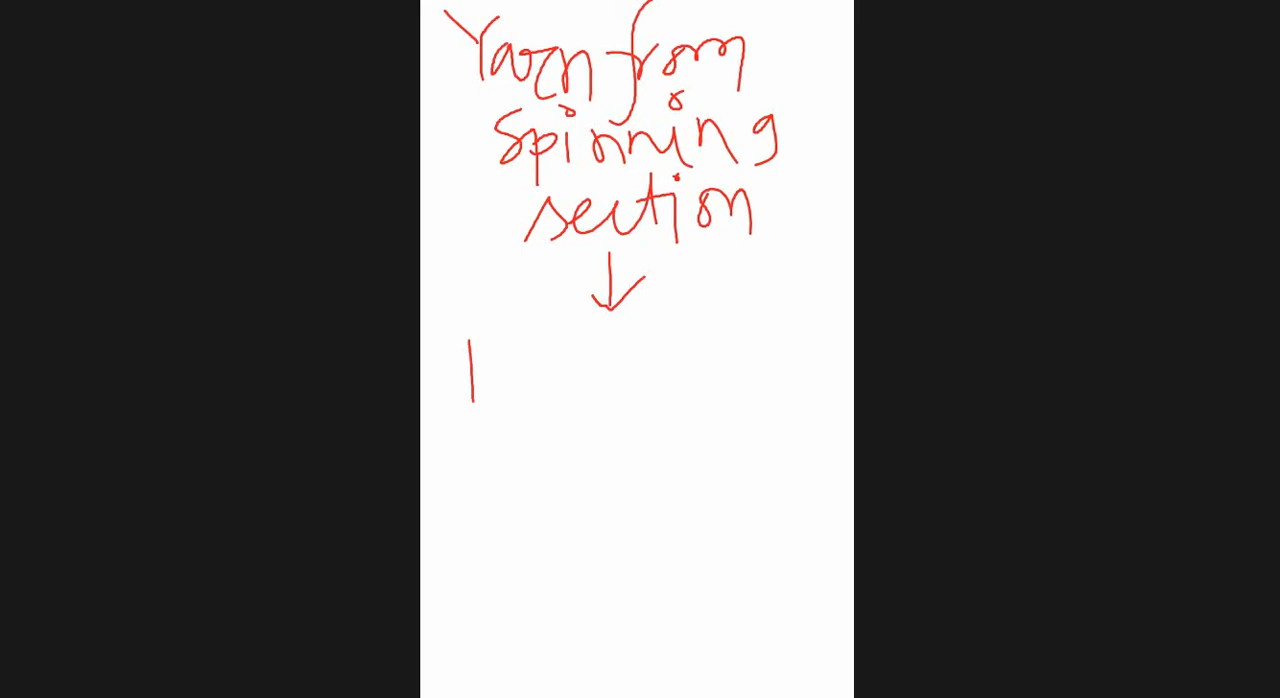 Yarn from
spinning
section
↓